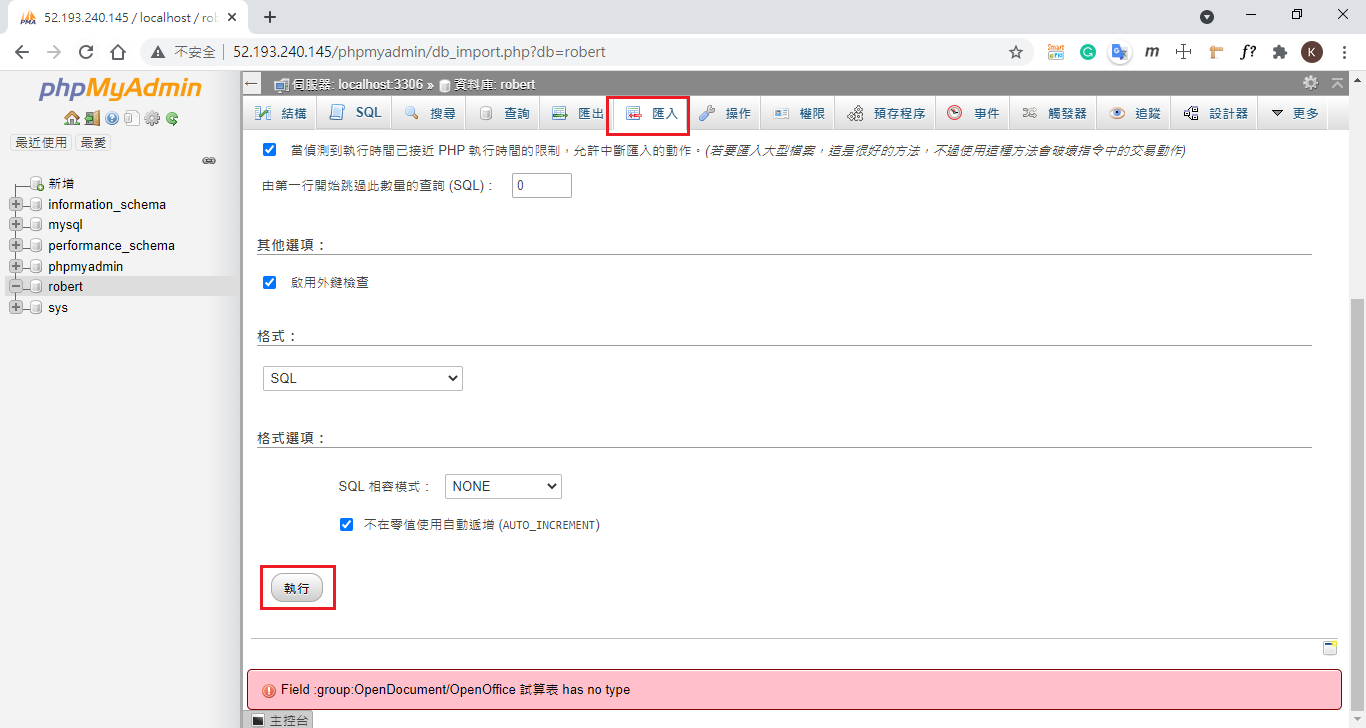 52.193.240.145 / localhost / rob
不安全 52.193.240.145/phpmyadmin/db_import.php?db=robert
phpMyAdmin
最近使用 最愛
新增
information_schema
mysql
performance_schema
phpmyadmin
robert
sys
伺服器: localhost:3306 » 資料庫: robert
結構 SQL 搜尋 查詢 匯出 匯入 操作 權限 預存程序 事件 觸發器 追蹤 設計器 更多
當偵測到執行時間已接近 PHP 執行時間的限制，允許中斷匯入的動作。(若要匯入大型檔案，這是很好的方法，不過使用這種方法會破壞指令中的交易動作)
由第一行開始跳過此數量的查詢 (SQL)： 0
其他選項：
啟用外鍵檢查
格式：
SQL
格式選項：
SQL 相容模式： NONE
不在零值使用自動遞增 (AUTO_INCREMENT)
執行
Field :group:OpenDocument/OpenOffice 試算表 has no type
主控台